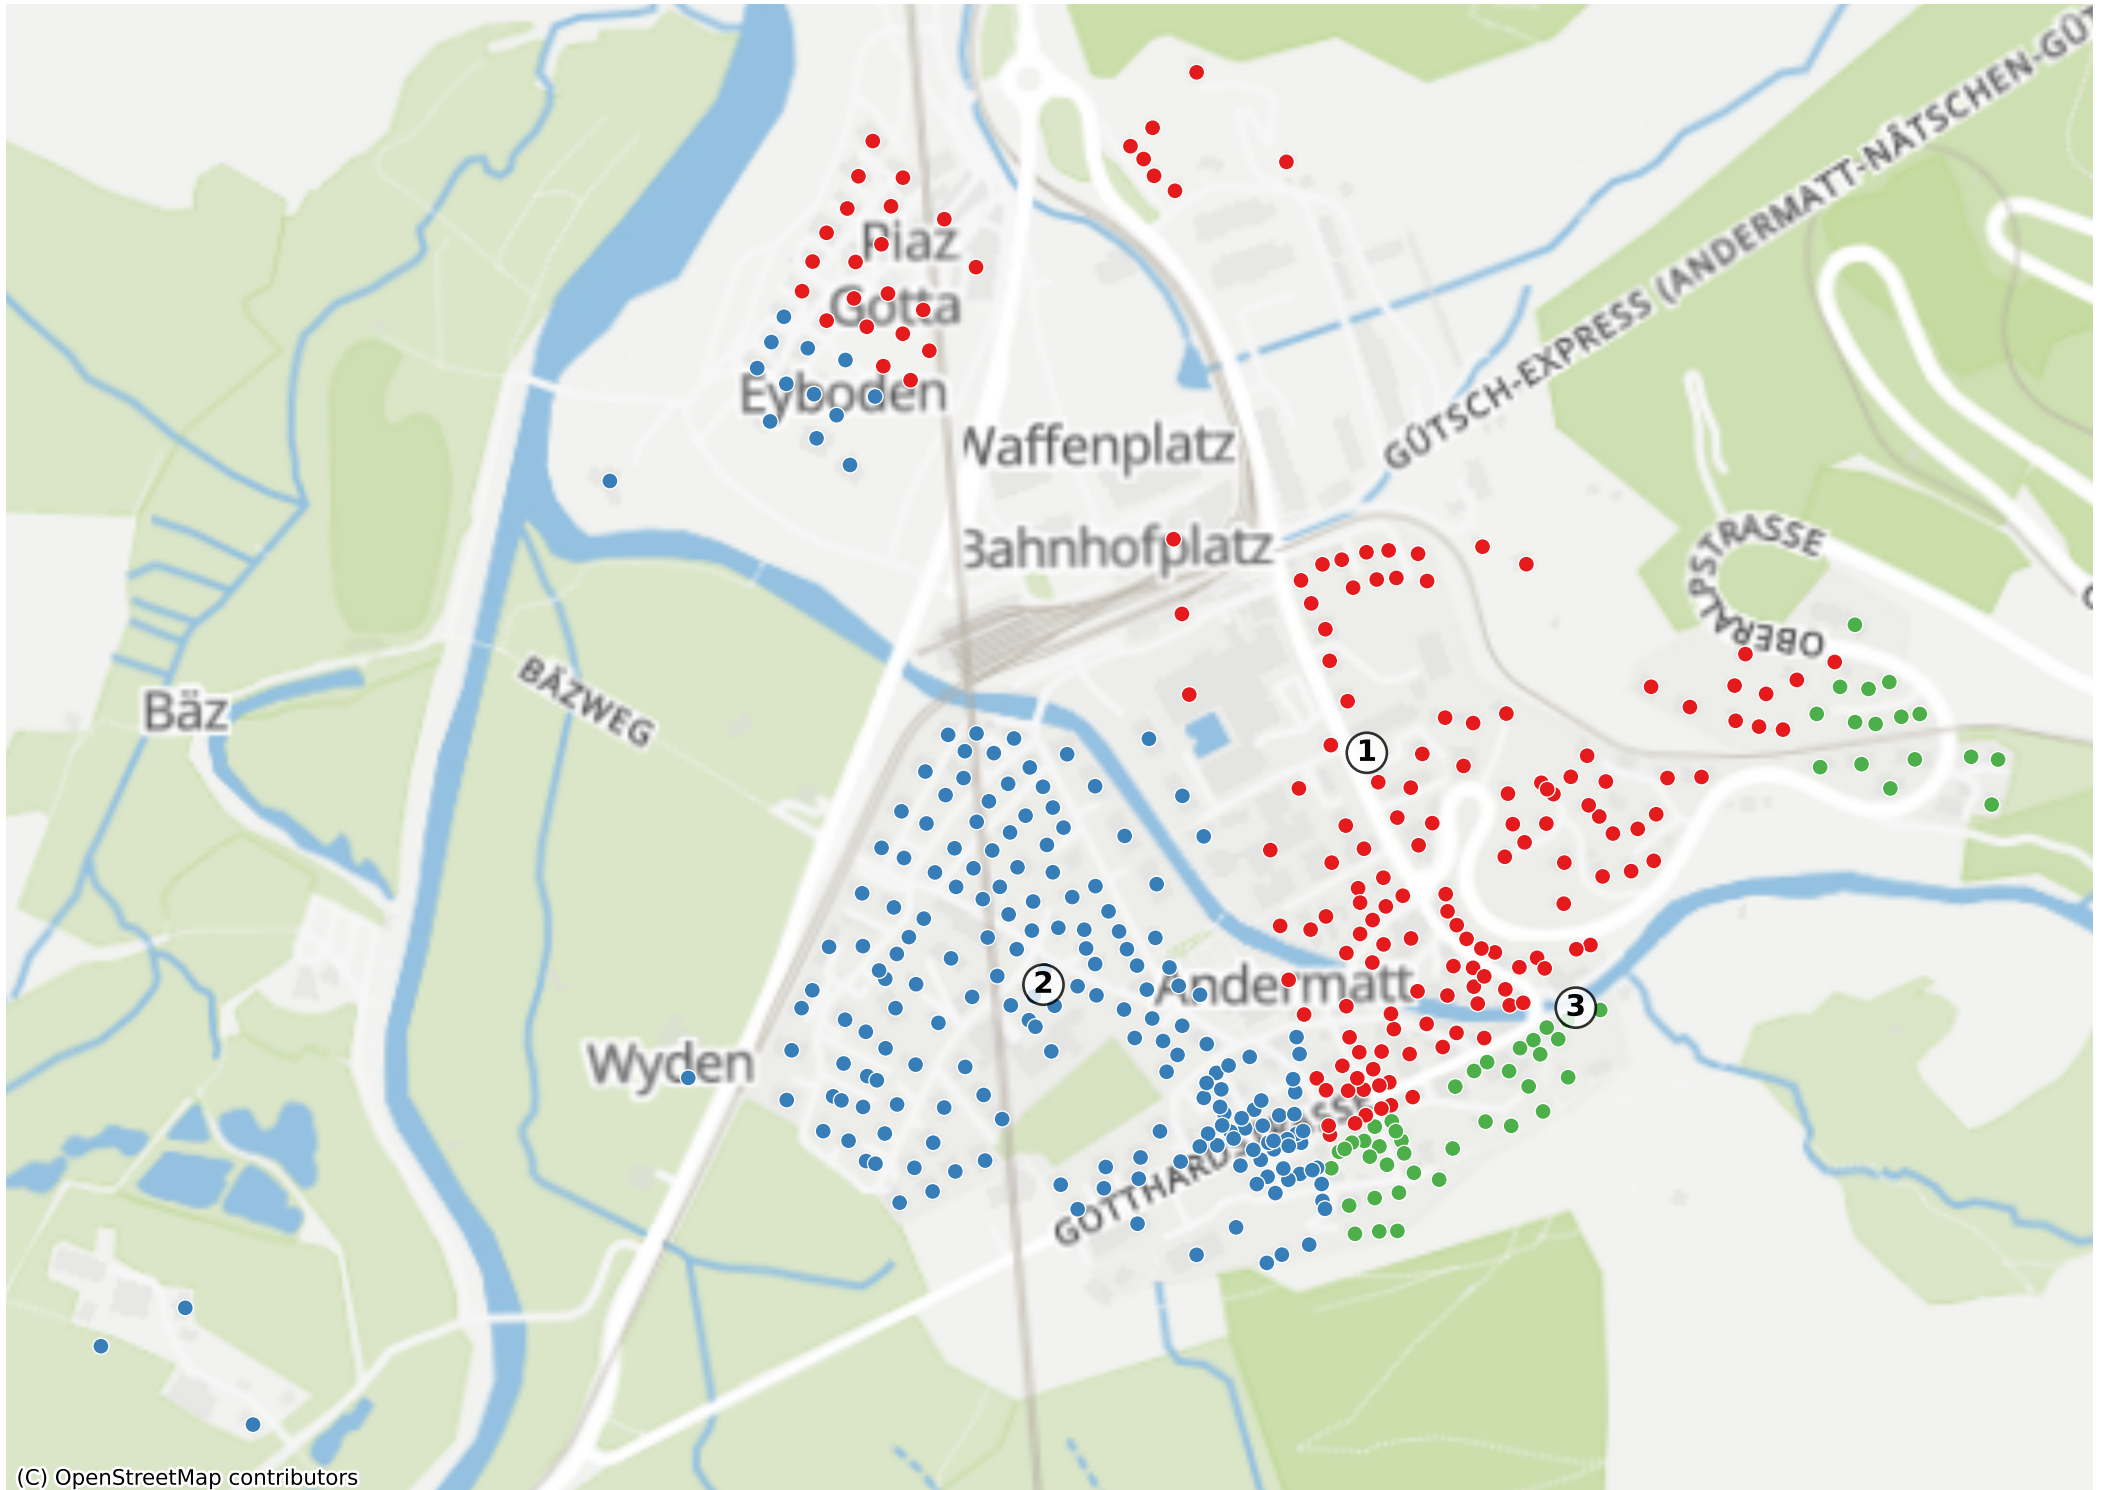 GÜTSCH-EXPRESS (ANDERMATT-NÄTSCHEN-GÜT
Piaz
Gotta
Eyboden
Waffenplatz
Bahnhofplatz
OBERALPSTRASSE
BÄZWEG
Bäz
1
2
Andermatt
3
Wyden
GOTTHARDSTRASSE
(C) OpenStreetMap contributors